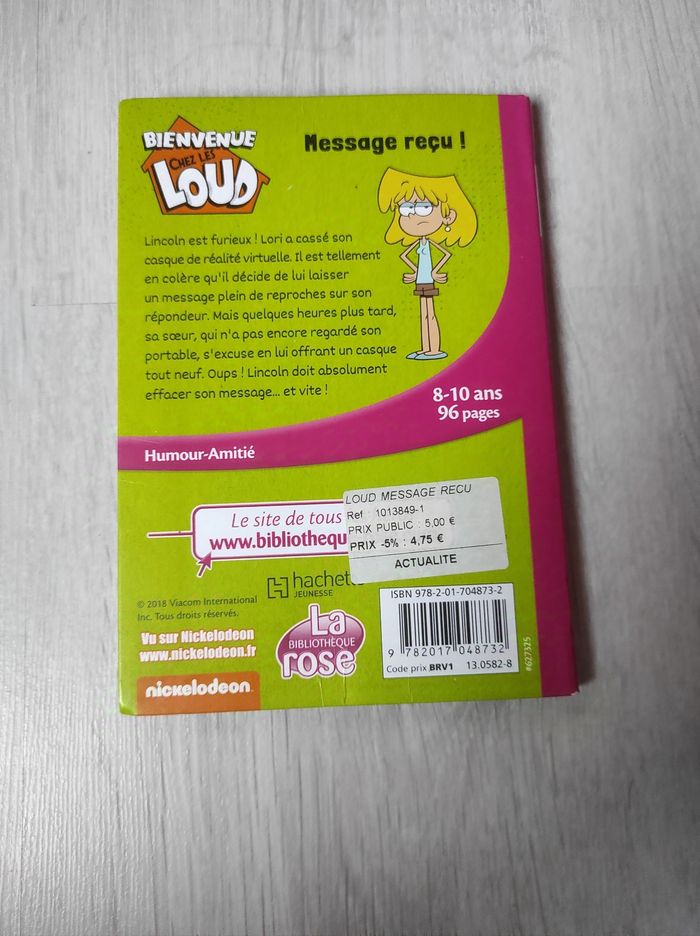 BIENVENUE
CHEZ LES
LOUD
Message reçu !
Lincoln est furieux ! Lori a cassé son
casque de réalité virtuelle. Il est tellement
en colère qu'il décide de lui laisser
un message plein de reproches sur son
répondeur. Mais quelques heures plus tard,
sa sœur, qui n'a pas encore regardé son
portable, s'excuse en lui offrant un casque
tout neuf. Oups ! Lincoln doit absolument
effacer son message... et vite !
8-10 ans
96 pages
Humour-Amitié
Le site de tous
www.bibliothequ
LOUD MESSAGE RECU
Ref : 1013849-1
PRIX PUBLIC : 5,00 €
PRIX -5% : 4,75 €
ACTUALITE
hachette
JEUNESSE
© 2018 Viacom International
Inc. Tous droits réservés.
Vu sur Nickelodeon
www.nickelodeon.fr
nickelodeon
La
BIBLIOTHÈQUE
rose
ISBN 978-2-01-704873-2
9 782017 048732
Code prix BRV1 13.0582-8
#627325